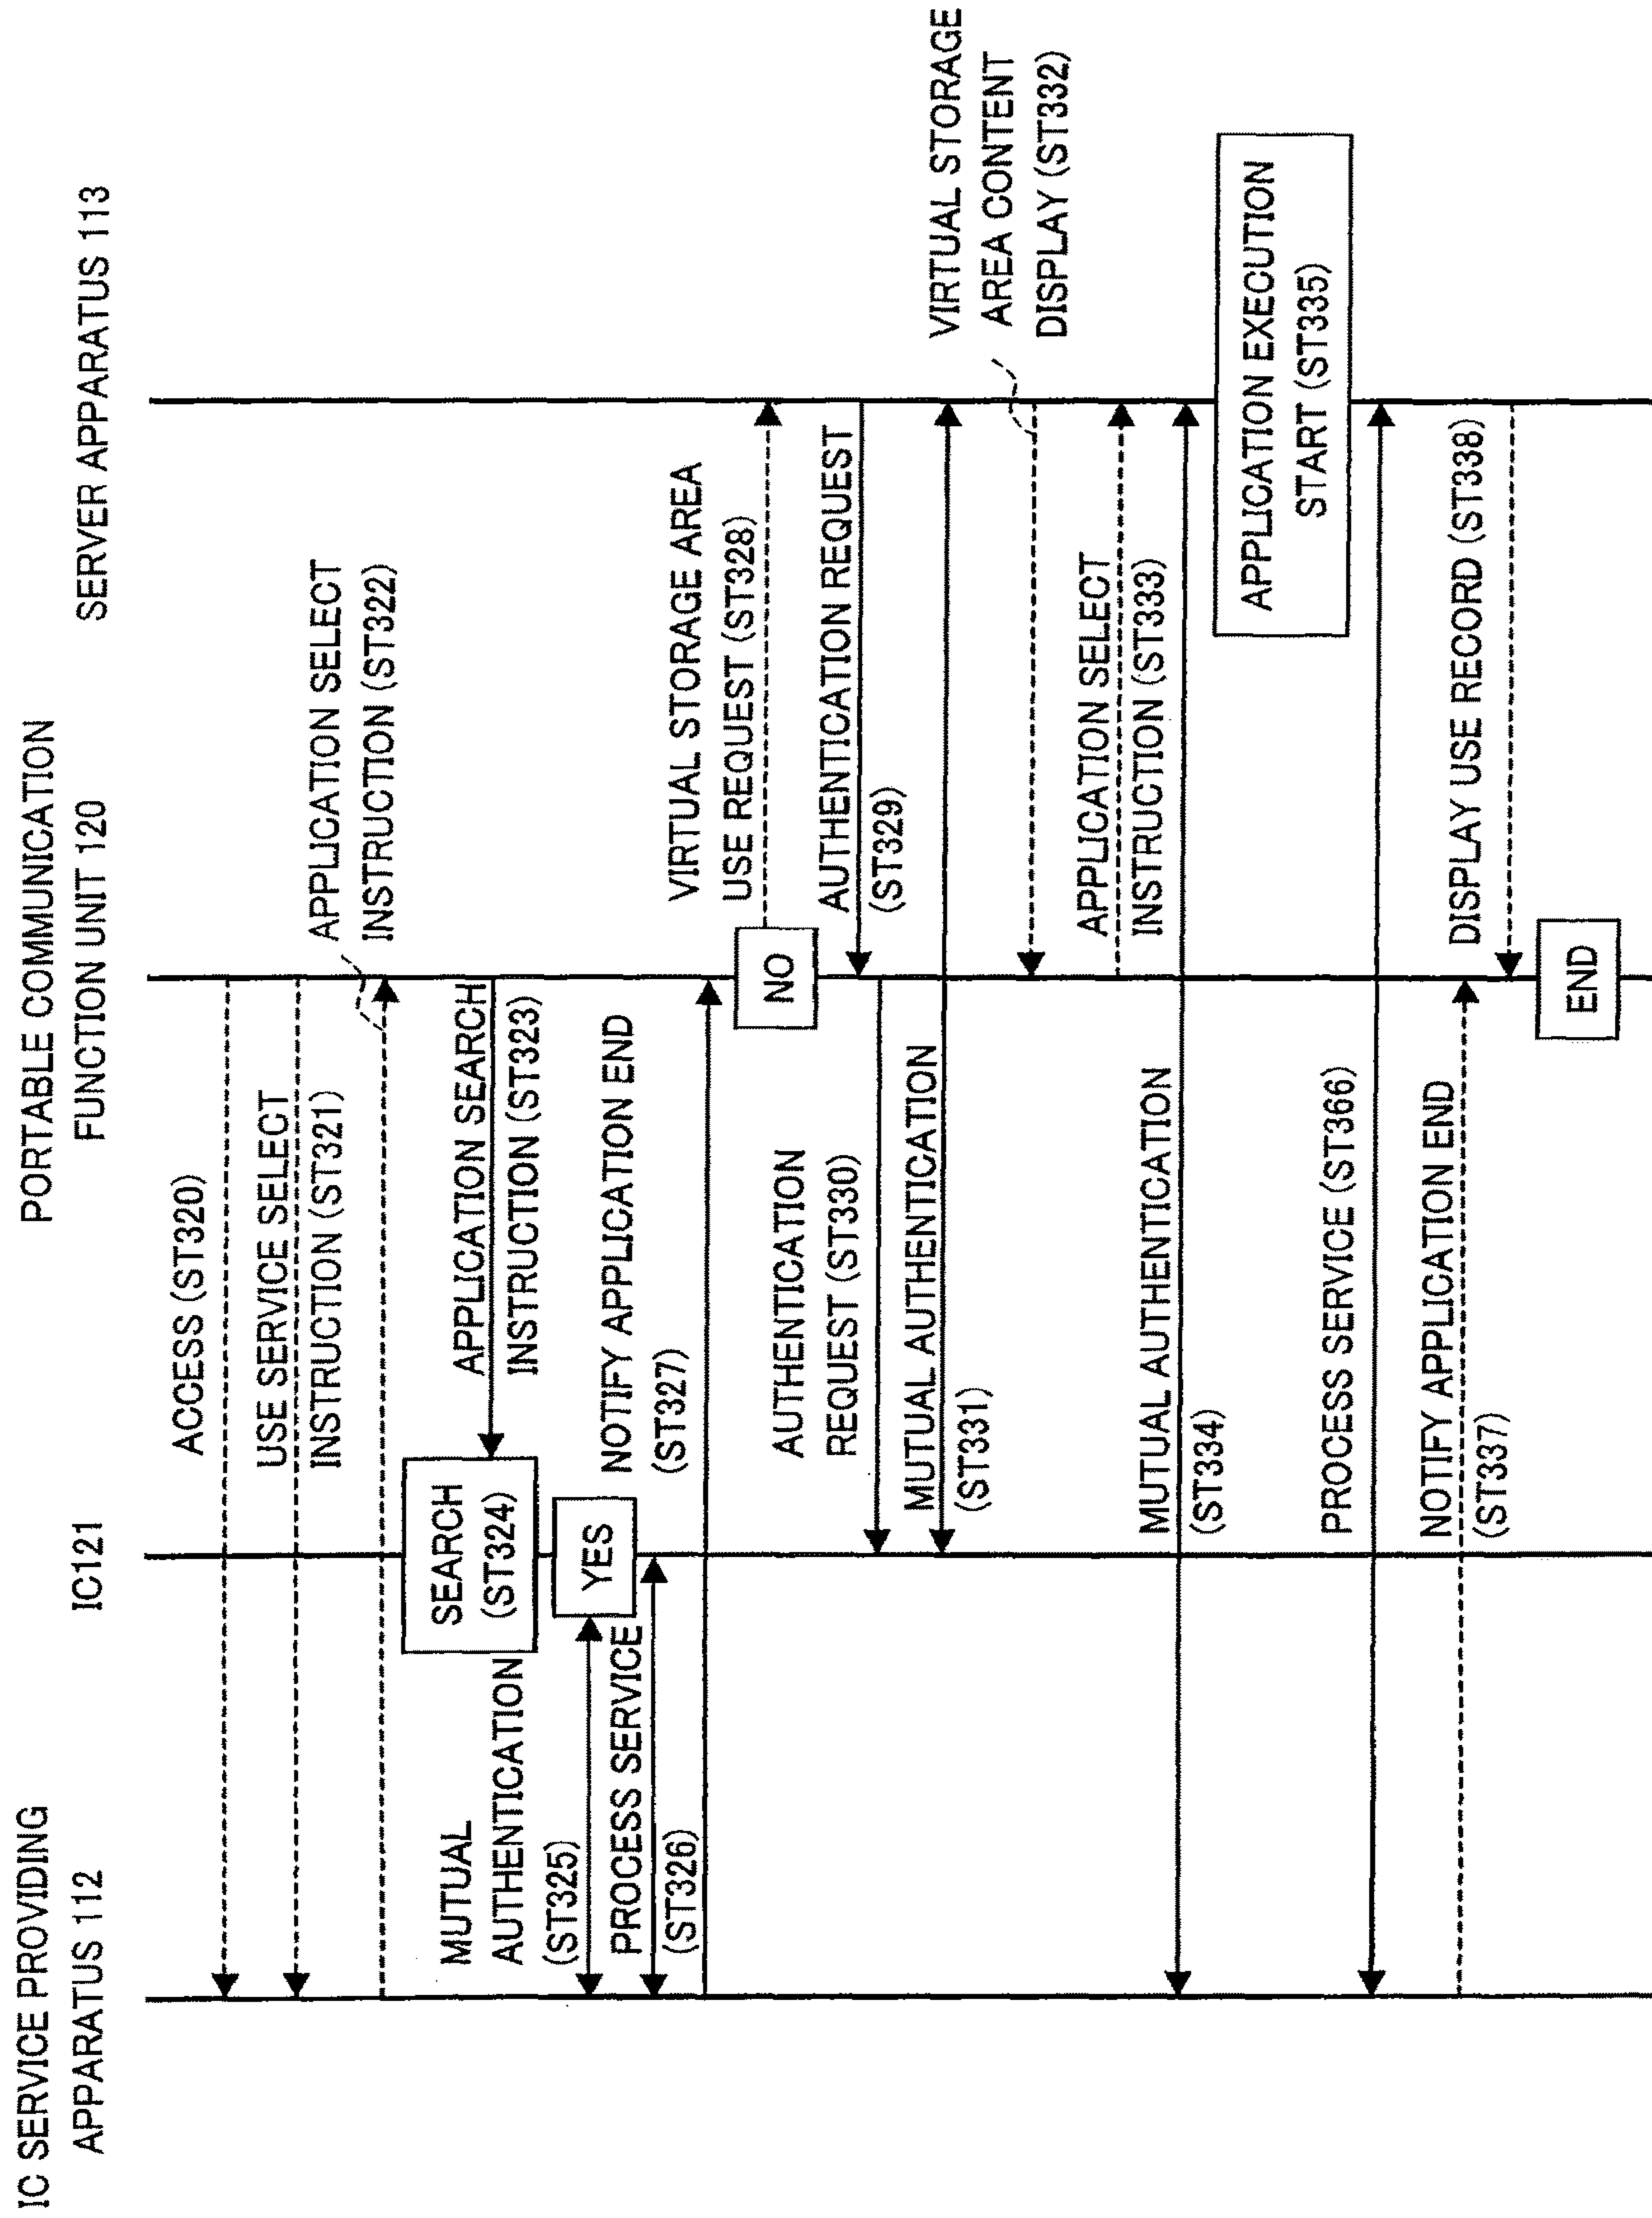 IC SERVICE PROVIDING
APPARATUS 112
IC121
PORTABLE COMMUNICATION
FUNCTION UNIT 120
SERVER APPARATUS 113
ACCESS (ST320)
USE SERVICE SELECT
INSTRUCTION (ST321)
APPLICATION SELECT
INSTRUCTION (ST322)
APPLICATION SEARCH
INSTRUCTION (ST323)
SEARCH
(ST324)
MUTUAL
AUTHENTICATION
(ST325)
YES
PROCESS SERVICE
(ST326)
NOTIFY APPLICATION END
(ST327)
NO
VIRTUAL STORAGE AREA
USE REQUEST (ST328)
AUTHENTICATION REQUEST
(ST329)
AUTHENTICATION
REQUEST (ST330)
MUTUAL AUTHENTICATION
(ST331)
VIRTUAL STORAGE
AREA CONTENT
DISPLAY (ST332)
APPLICATION SELECT
INSTRUCTION (ST333)
MUTUAL AUTHENTICATION
(ST334)
APPLICATION EXECUTION
START (ST335)
PROCESS SERVICE (ST366)
NOTIFY APPLICATION END
(ST337)
DISPLAY USE RECORD (ST338)
END